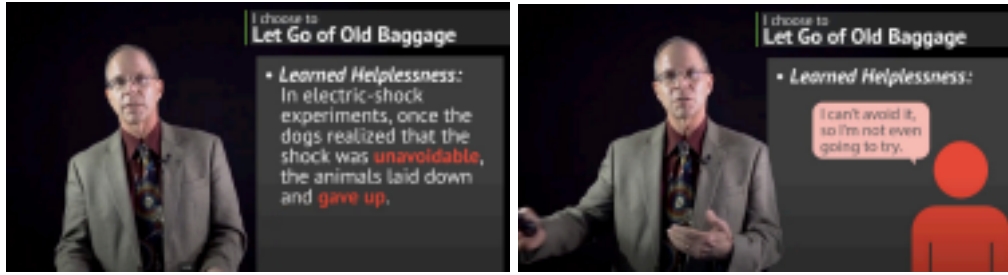 I choose to
Let Go of Old Baggage
• Learned Helplessness:
In electric-shock
experiments, once the
dogs realized that the
shock was unavoidable,
the animals laid down
and gave up.
I choose to
Let Go of Old Baggage
• Learned Helplessness:
I can't avoid it,
so I'm not even
going to try.